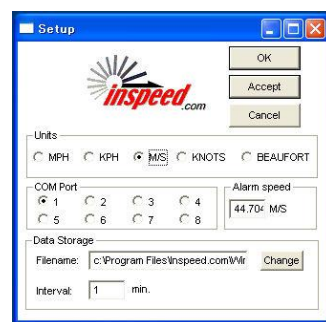 Setup
OK
inspeed.com
Accept
Cancel
Units
MPH KPH M/S KNOTS BEAUFORT
COM Port
1 2 3 4
5 6 7 8
Alarm speed
44.704 M/S
Data Storage
Filename: c:\Program Files\Inspeed.com\Wir Change
Interval: 1 min.